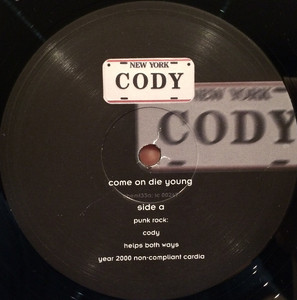 NEW YORK
CODY
NEW YORK
CODY
come on die young
side a
punk rock:
cody
helps both ways
year 2000 non-compliant cardia